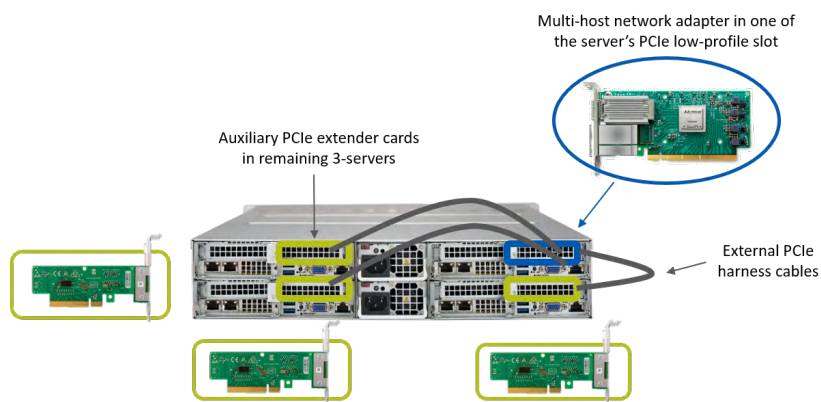 Multi-host network adapter in one of
the server's PCIe low-profile slot
Auxiliary PCIe extender cards
in remaining 3-servers
External PCIe
harness cables